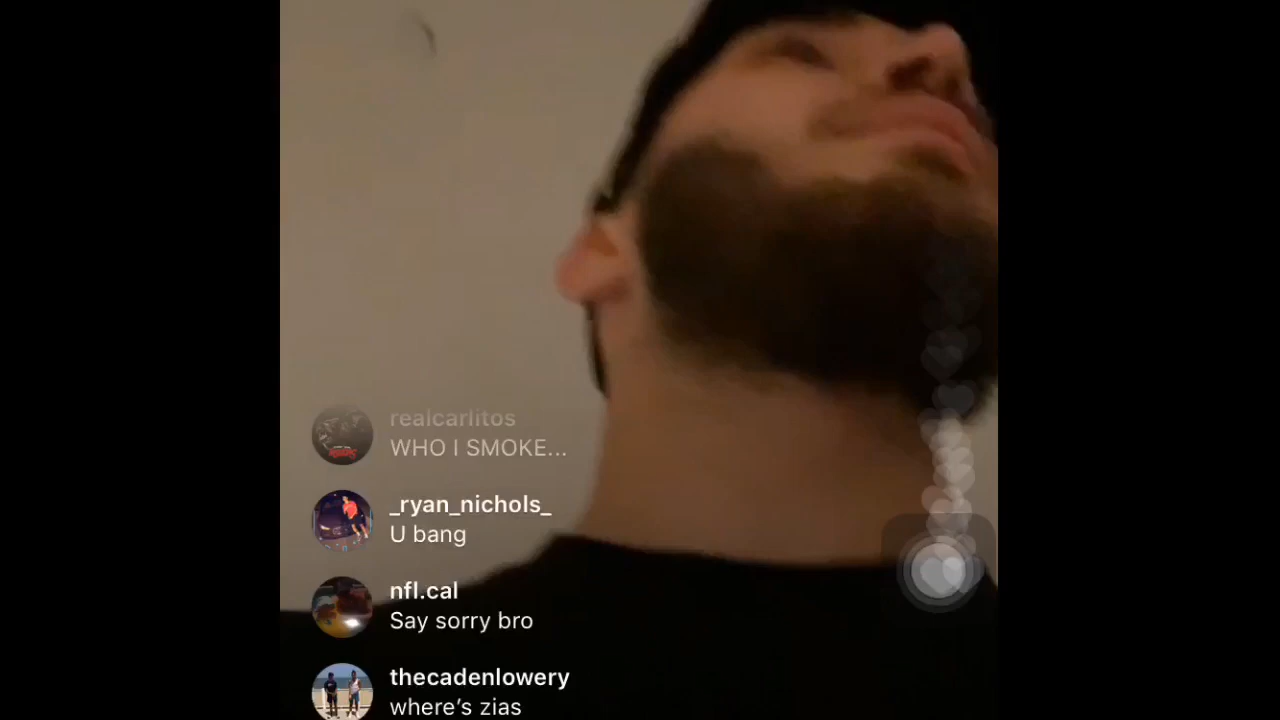 realcarlitos
WHO I SMOKE...
_ryan_nichols_
U bang
nfl.cal
Say sorry bro
thecadenlowery
where's zias